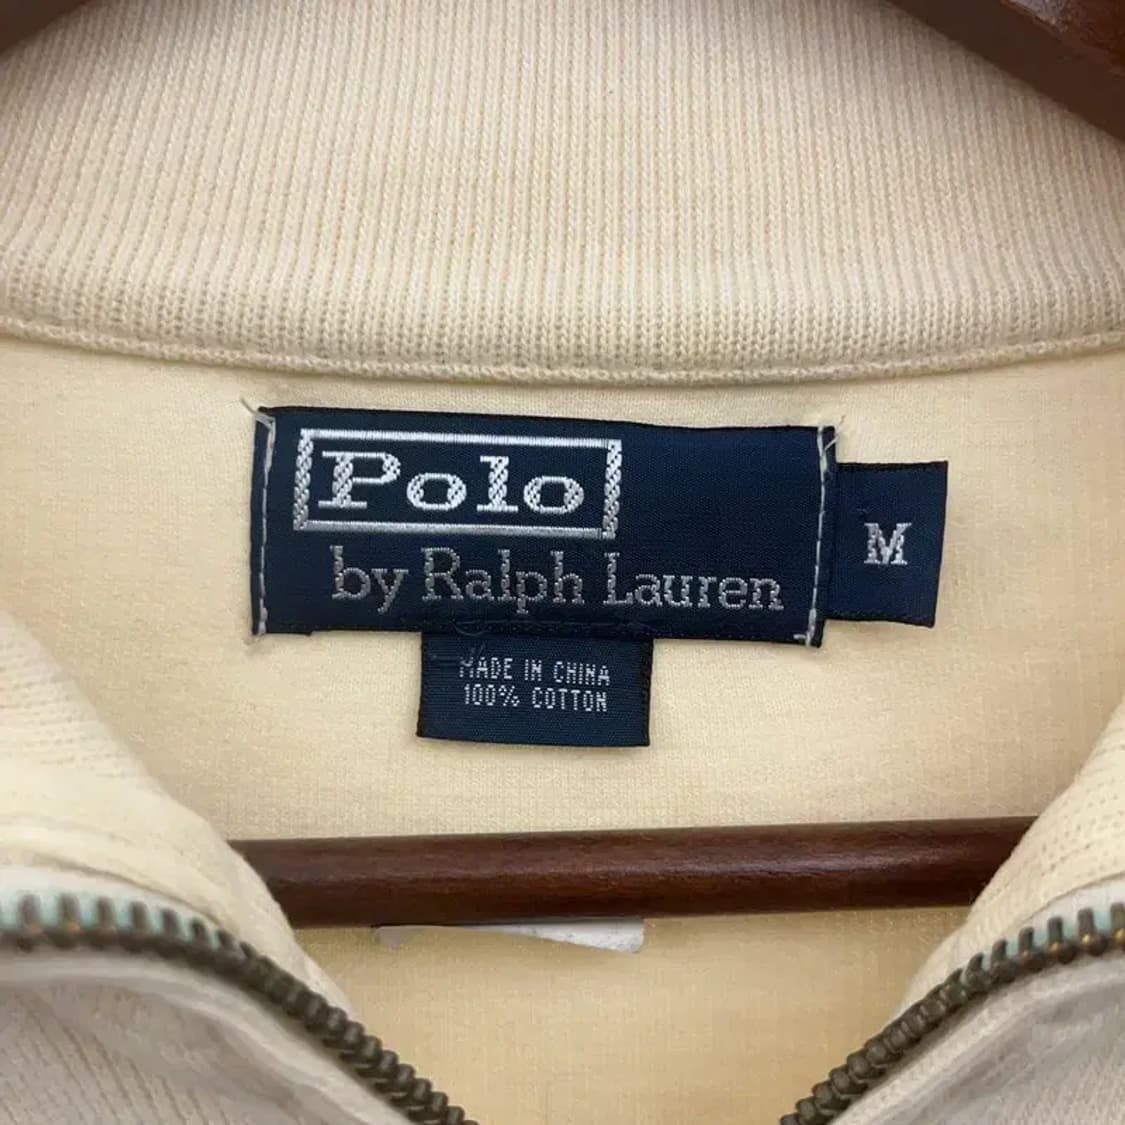 Polo
by Ralph Lauren
M
MADE IN CHINA
100% COTTON